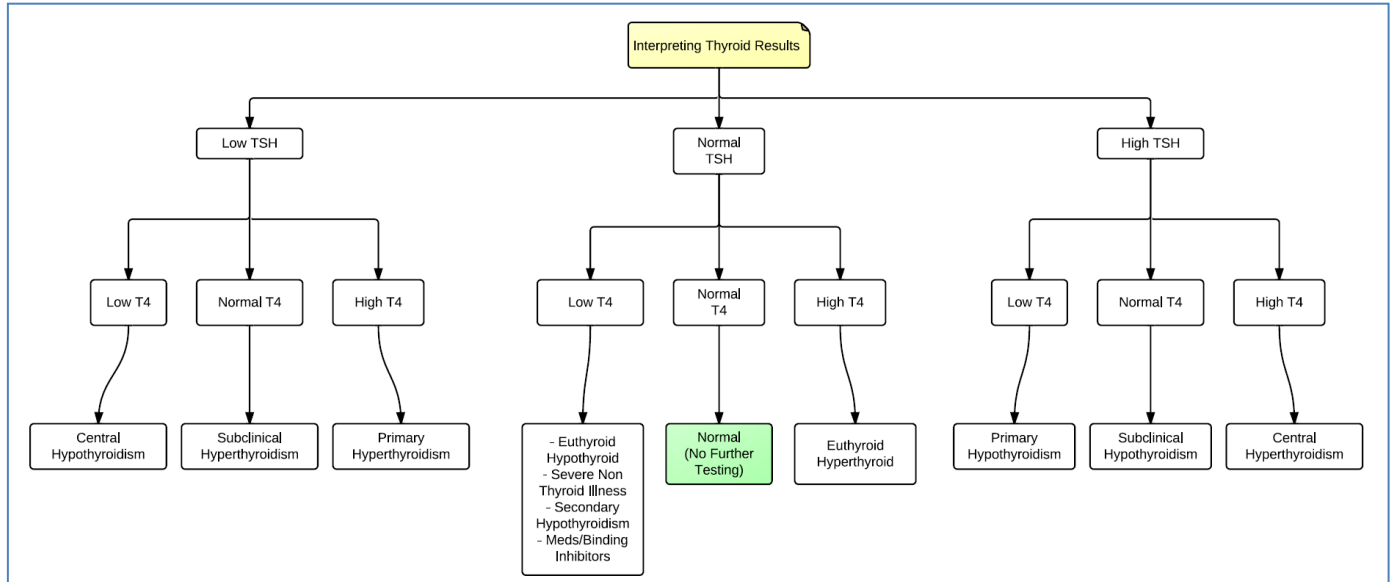 Interpreting Thyroid Results
Low TSH
Normal
TSH
High TSH
Low T4
Normal T4
High T4
Low T4
Normal
T4
High T4
Low T4
Normal T4
High T4
Central
Hypothyroidism
Subclinical
Hyperthyroidism
Primary
Hyperthyroidism
- Euthyroid
Hypothyroid
- Severe Non
Thyroid Illness
- Secondary
Hypothyroidism
- Meds/Binding
Inhibitors
Normal
(No Further
Testing)
Euthyroid
Hyperthyroid
Primary
Hypothyroidism
Subclinical
Hypothyroidism
Central
Hyperthyroidism